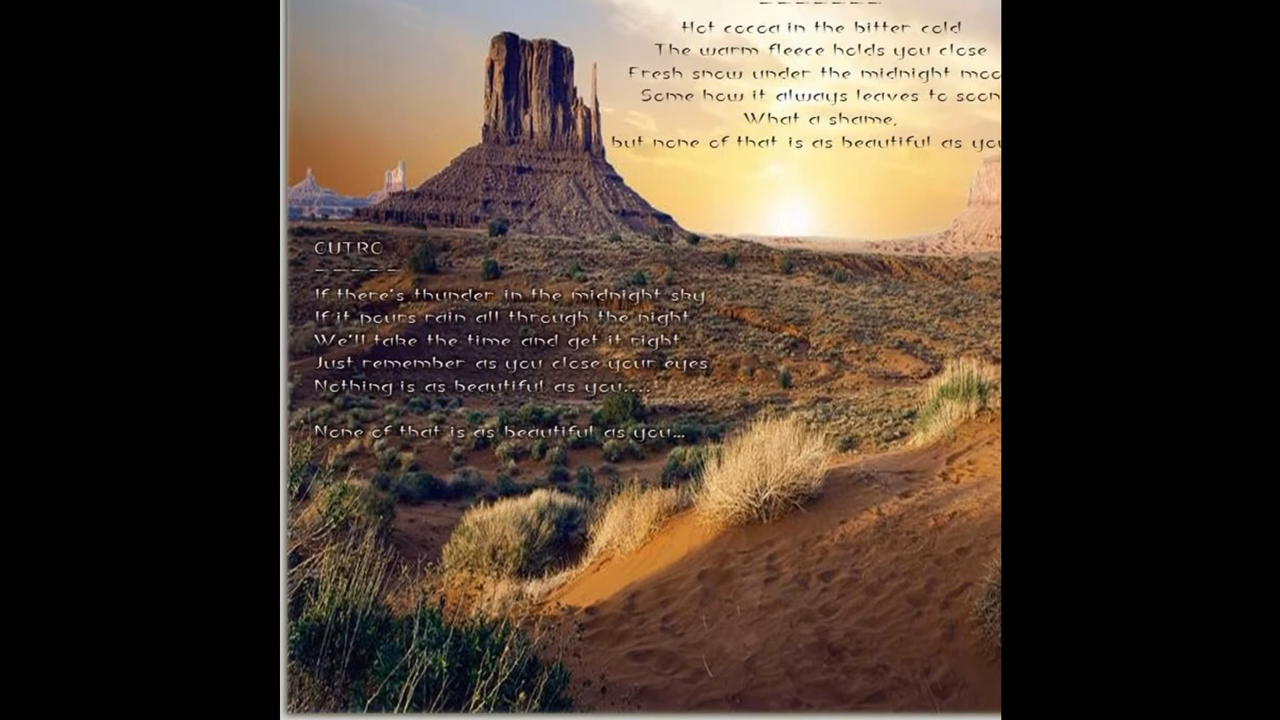 Hot cocoa in the bitter cold
The warm fleece holds you close
Fresh snow under the midnight moo
Some how it always leaves to soon
What a shame,
but none of that is as beautiful as you
OUTRO
If there's thunder in the midnight sky
If it pours rain all through the night
We'll take the time and get it right
Just remember as you close your eyes
Nothing is as beautiful as you....
None of that is as beautiful as you...